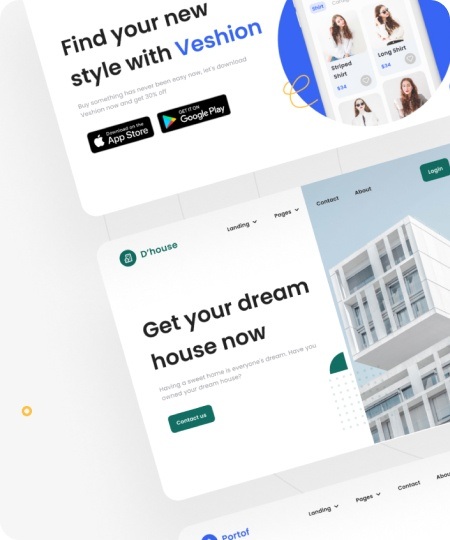 Find your new
style with Veshion
Buy something has never been easy now, let's download
Veshion now and get 30% off
Download on the
App Store
GET IT ON
Google Play
Shirt
Striped
Shirt
$34
Long Shirt
$34
D'house
Landing
Pages
Contact
About
Login
Get your dream
house now
Having a sweet home is everyone's dream. Have you
owned your dream house?
Contact us
Portof
Landing
Pages
Contact
Abou